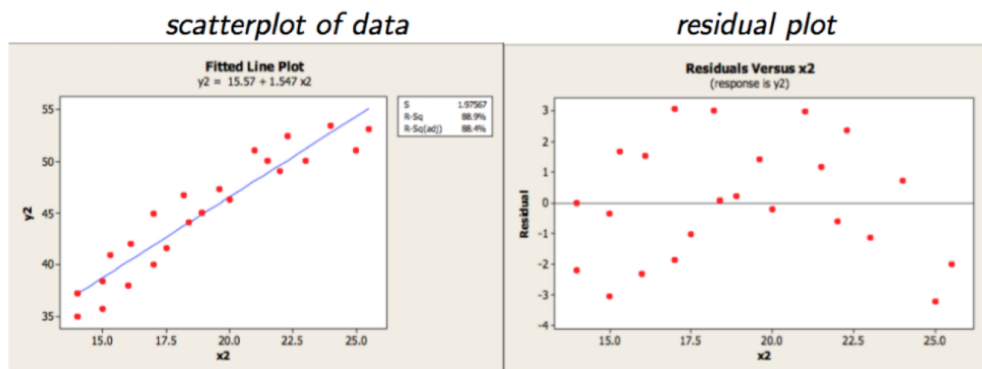 scatterplot of data
residual plot
Fitted Line Plot
y2 = 15.57 + 1.547 x2
S 1.97567
R-Sq 88.9%
R-Sq(adj) 88.4%
55
50
45
40
35
y2
15.0 17.5 20.0 22.5 25.0
x2
Residuals Versus x2
(response is y2)
3
2
1
0
-1
-2
-3
-4
Residual
15.0 17.5 20.0 22.5 25.0
x2